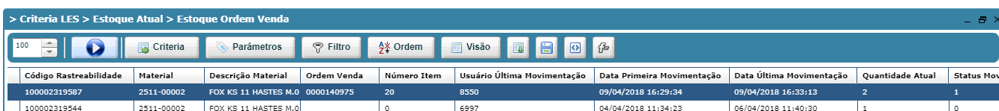 > Criteria LES > Estoque Atual > Estoque Ordem Venda
100 Criteria Parâmetros Filtro Ordem Visão
Código Rastreabilidade Material Descrição Material Ordem Venda Número Item Usuário Última Movimentação Data Primeira Movimentação Data Última Movimentação Quantidade Atual Status Mov
100002319587 2511-00002 FOX KS 11 HASTES M.0 0000140975 20 8550 09/04/2018 16:29:34 09/04/2018 16:33:13 2 1
100002319544 2511-00002 FOX KS 11 HASTES M.0 0 6997 04/04/2018 11:34:23 06/04/2018 11:40:30 1 0